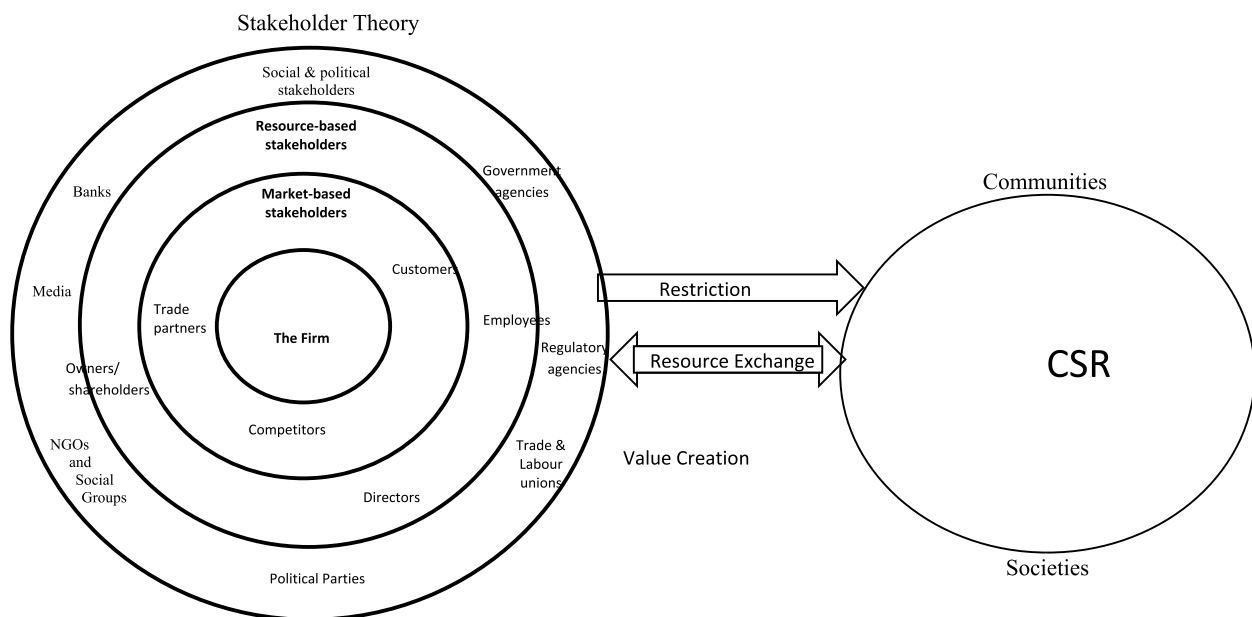 Stakeholder Theory
Social & political
stakeholders
Resource-based
stakeholders
Market-based
stakeholders
Banks
Government
agencies
Media
Customers
Trade
partners
The Firm
Employees
Regulatory
agencies
Owners/
shareholders
Competitors
NGOs
and
Social
Groups
Trade &
Labour
unions
Directors
Political Parties
Restriction
Resource Exchange
Value Creation
Communities
CSR
Societies